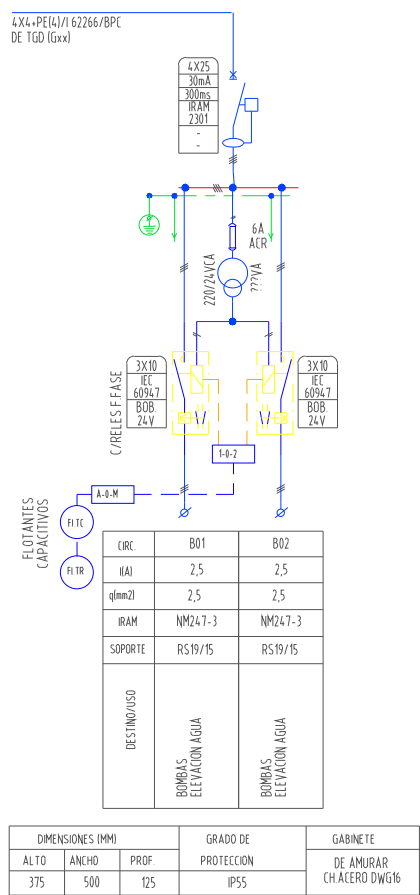 4X4+PE(4)/I 62266/BPC
DE TGD (Gxx)
4X25
30mA
300ms
IRAM
2301
-
-
6A
ACR
220/24VCA
???VA
C/RELES F.FASE
3X10
IEC
60947
BOB.
24V
3X10
IEC
60947
BOB.
24V
1-0-2
A-0-M
FLOTANTES
CAPACITIVOS
FI TC
FI TR
CIRC. B01 B02
I(A) 2,5 2,5
q(mm2) 2,5 2,5
IRAM NM247-3 NM247-3
SOPORTE RS19/15 RS19/15
DESTINO/USO
BOMBAS
ELEVACION AGUA
BOMBAS
ELEVACION AGUA
DIMENSIONES (MM) GRADO DE GABINETE
ALTO ANCHO PROF. PROTECCION DE AMURAR
375 500 125 IP55 CH.ACERO DWG16